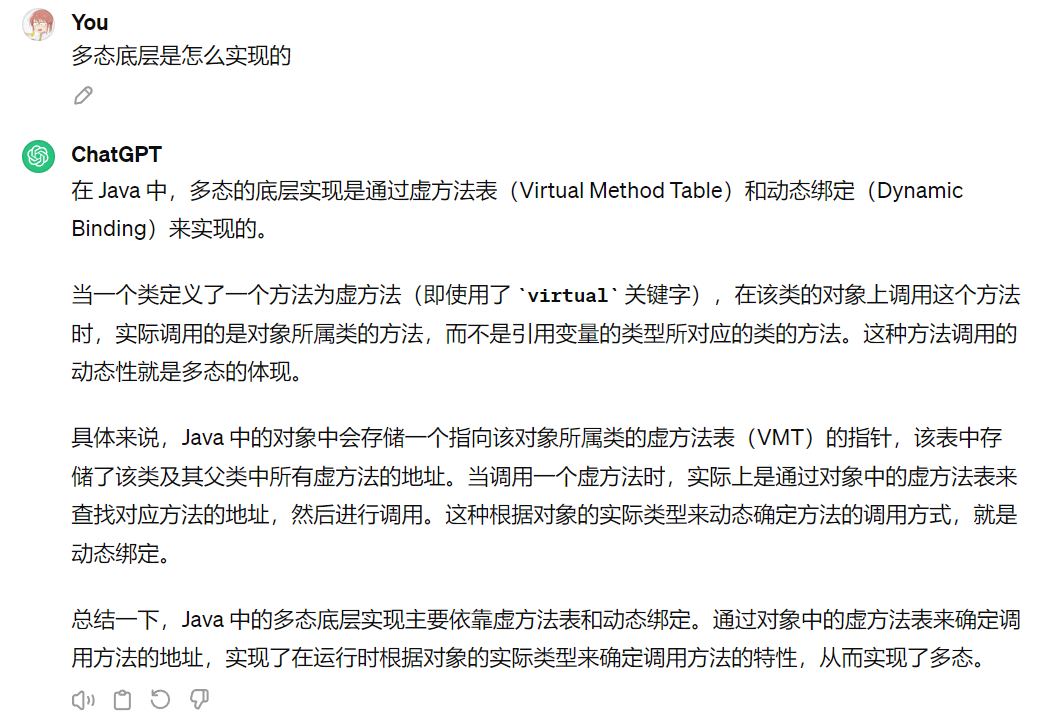 You
多态底层是怎么实现的
ChatGPT
在 Java 中，多态的底层实现是通过虚方法表（Virtual Method Table）和动态绑定（Dynamic
Binding）来实现的。
当一个类定义了一个方法为虚方法（即使用了 `virtual` 关键字），在该类的对象上调用这个方法
时，实际调用的是对象所属类的方法，而不是引用变量的类型所对应的类的方法。这种方法调用的
动态性就是多态的体现。
具体来说，Java 中的对象中会存储一个指向该对象所属类的虚方法表（VMT）的指针，该表中存
储了该类及其父类中所有虚方法的地址。当调用一个虚方法时，实际上是通过对象中的虚方法表来
查找对应方法的地址，然后进行调用。这种根据对象的实际类型来动态确定方法的调用方式，就是
动态绑定。
总结一下，Java 中的多态底层实现主要依靠虚方法表和动态绑定。通过对象中的虚方法表来确定调
用方法的地址，实现了在运行时根据对象的实际类型来确定调用方法的特性，从而实现了多态。